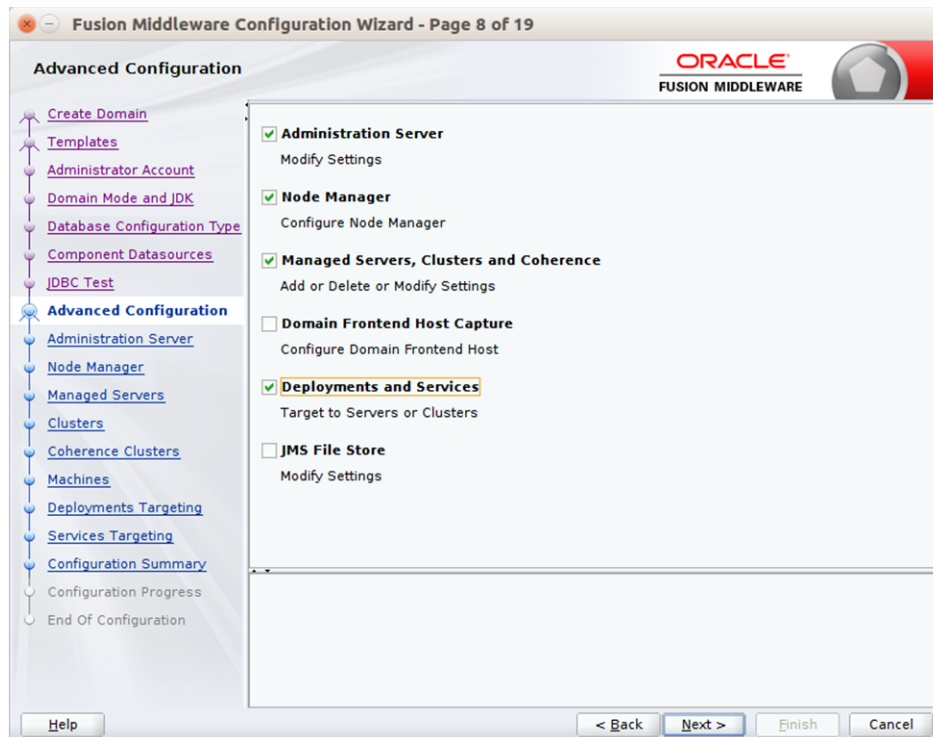 Fusion Middleware Configuration Wizard - Page 8 of 19
Advanced Configuration
ORACLE
FUSION MIDDLEWARE
Create Domain
Templates
Administrator Account
Domain Mode and JDK
Database Configuration Type
Component Datasources
JDBC Test
Advanced Configuration
Administration Server
Node Manager
Managed Servers
Clusters
Coherence Clusters
Machines
Deployments Targeting
Services Targeting
Configuration Summary
Configuration Progress
End Of Configuration
Administration Server
Modify Settings
Node Manager
Configure Node Manager
Managed Servers, Clusters and Coherence
Add or Delete or Modify Settings
Domain Frontend Host Capture
Configure Domain Frontend Host
Deployments and Services
Target to Servers or Clusters
JMS File Store
Modify Settings
Help
< Back
Next >
Finish
Cancel